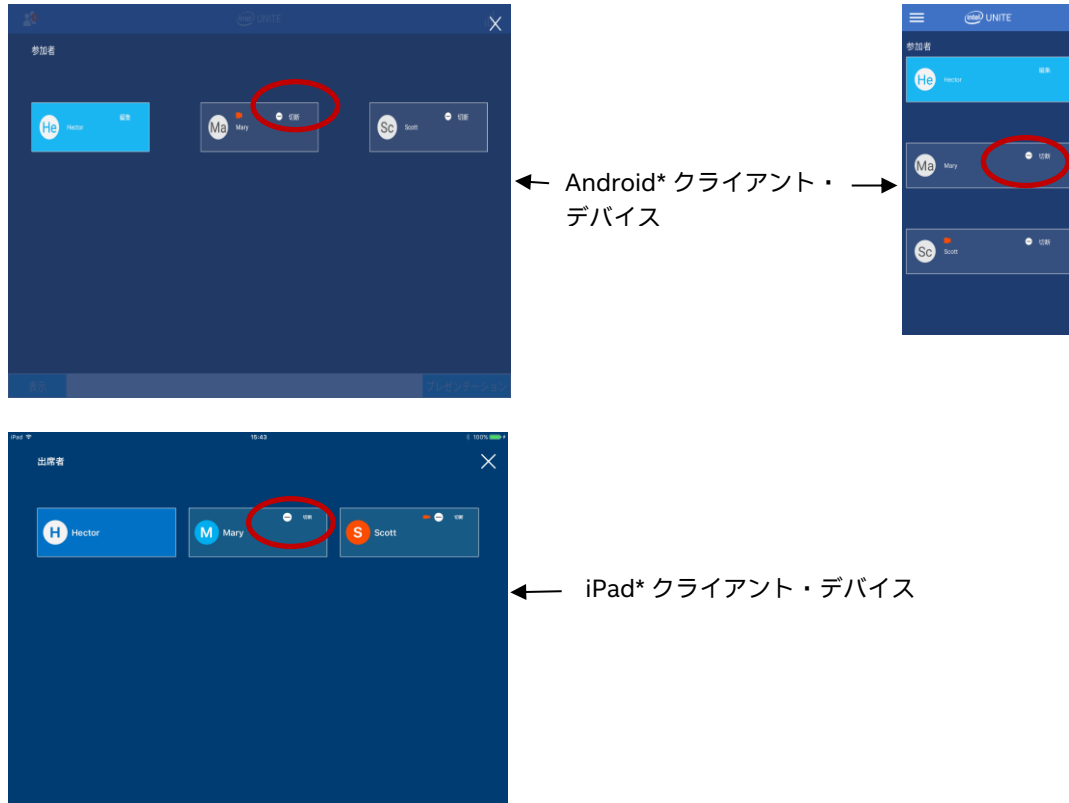 intel UNITE
X
参加者
He
Hector
編集
Ma
Mary
切断
Sc
Scott
切断
表示
プレゼンテーション
Android* クライアント・
デバイス
intel UNITE
参加者
He
Hector
編集
Ma
Mary
切断
Sc
Scott
切断
iPad
15:43
100%
出席者
H
Hector
M
Mary
切断
S
Scott
切断
iPad* クライアント・デバイス